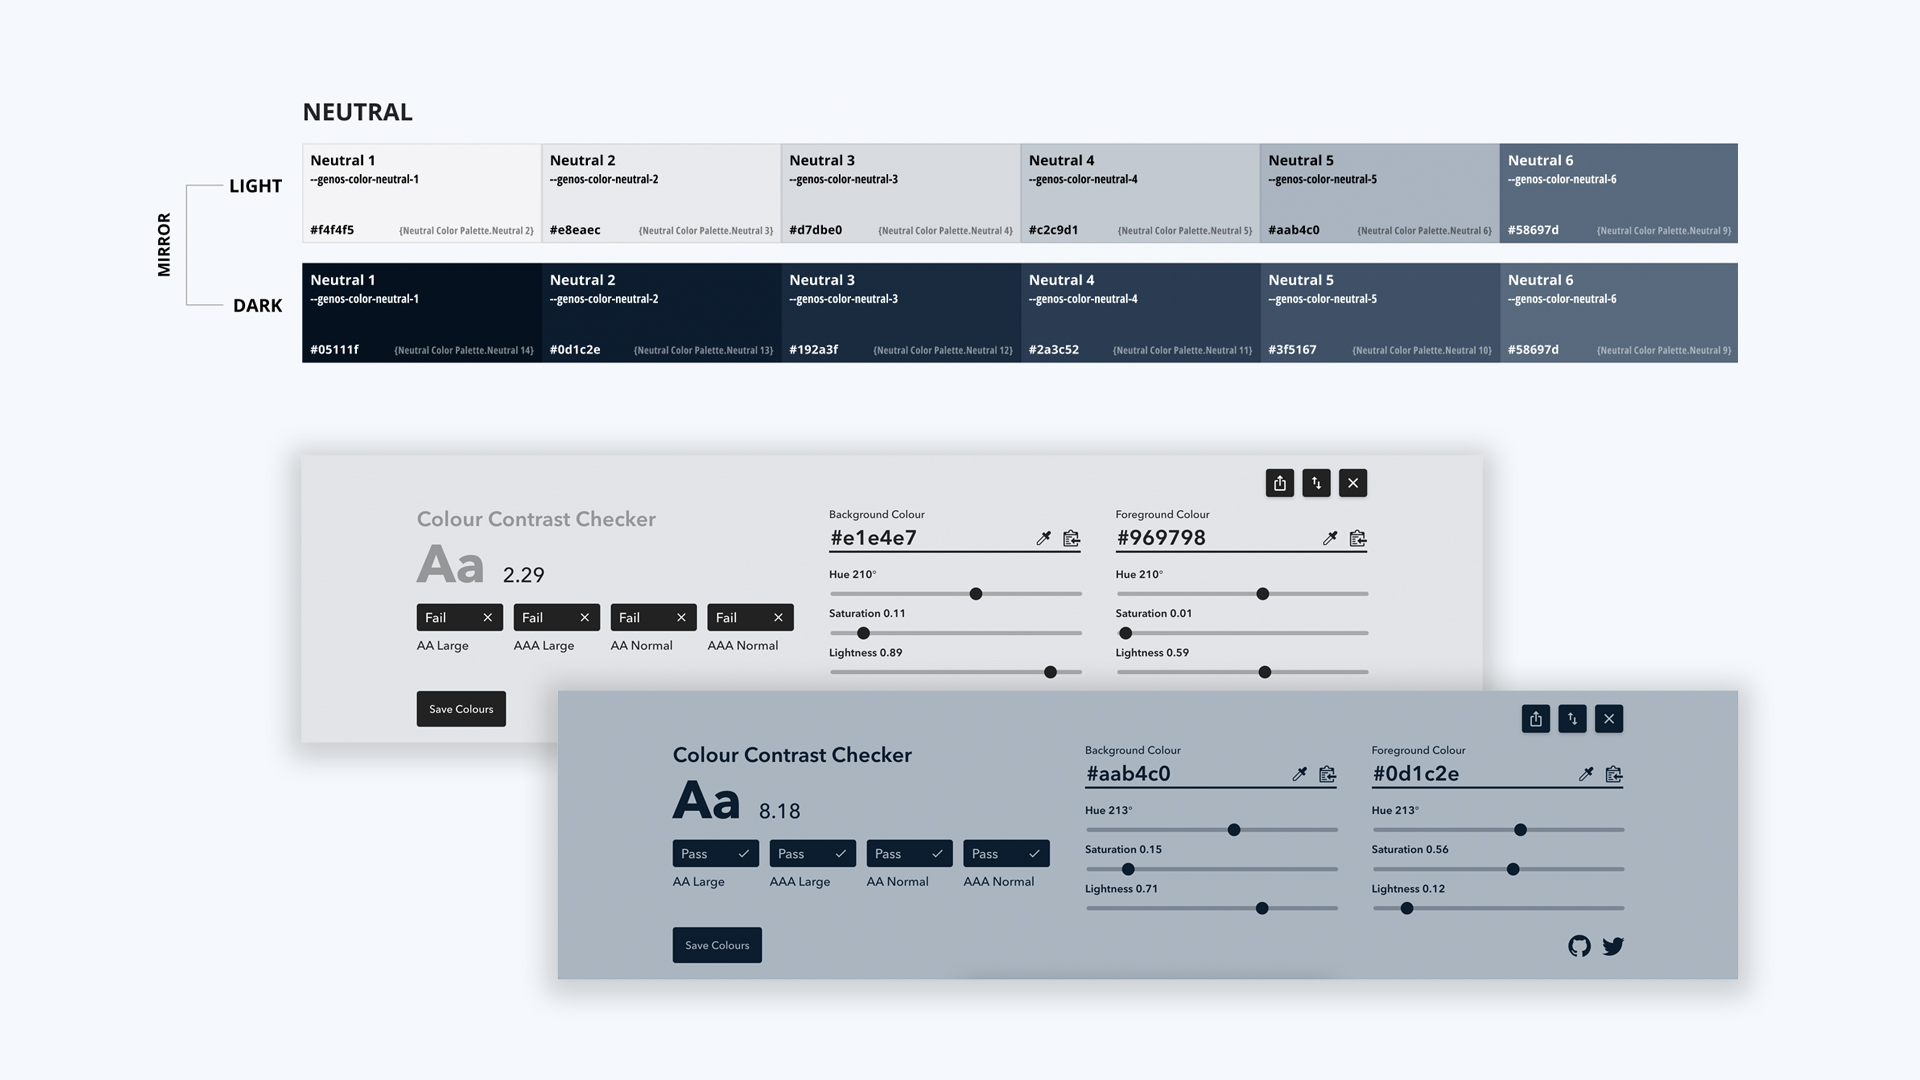 NEUTRAL
MIRROR
LIGHT
Neutral 1
--genos-color-neutral-1
#f4f4f5 {Neutral Color Palette.Neutral 2}
Neutral 2
--genos-color-neutral-2
#e8eaec {Neutral Color Palette.Neutral 3}
Neutral 3
--genos-color-neutral-3
#d7dbe0 {Neutral Color Palette.Neutral 4}
Neutral 4
--genos-color-neutral-4
#c2c9d1 {Neutral Color Palette.Neutral 5}
Neutral 5
--genos-color-neutral-5
#aab4c0 {Neutral Color Palette.Neutral 6}
Neutral 6
--genos-color-neutral-6
#58697d {Neutral Color Palette.Neutral 9}
DARK
Neutral 1
--genos-color-neutral-1
#05111f {Neutral Color Palette.Neutral 14}
Neutral 2
--genos-color-neutral-2
#0d1c2e {Neutral Color Palette.Neutral 13}
Neutral 3
--genos-color-neutral-3
#192a3f {Neutral Color Palette.Neutral 12}
Neutral 4
--genos-color-neutral-4
#2a3c52 {Neutral Color Palette.Neutral 11}
Neutral 5
--genos-color-neutral-5
#3f5167 {Neutral Color Palette.Neutral 10}
Neutral 6
--genos-color-neutral-6
#58697d {Neutral Color Palette.Neutral 9}
Colour Contrast Checker
Aa 2.29
Fail Fail Fail Fail
AA Large AAA Large AA Normal AAA Normal
Save Colours
Background Colour
#e1e4e7
Hue 210°
Saturation 0.11
Lightness 0.89
Foreground Colour
#969798
Hue 210°
Saturation 0.01
Lightness 0.59
Colour Contrast Checker
Aa 8.18
Pass Pass Pass Pass
AA Large AAA Large AA Normal AAA Normal
Save Colours
Background Colour
#aab4c0
Hue 213°
Saturation 0.15
Lightness 0.71
Foreground Colour
#0d1c2e
Hue 213°
Saturation 0.56
Lightness 0.12